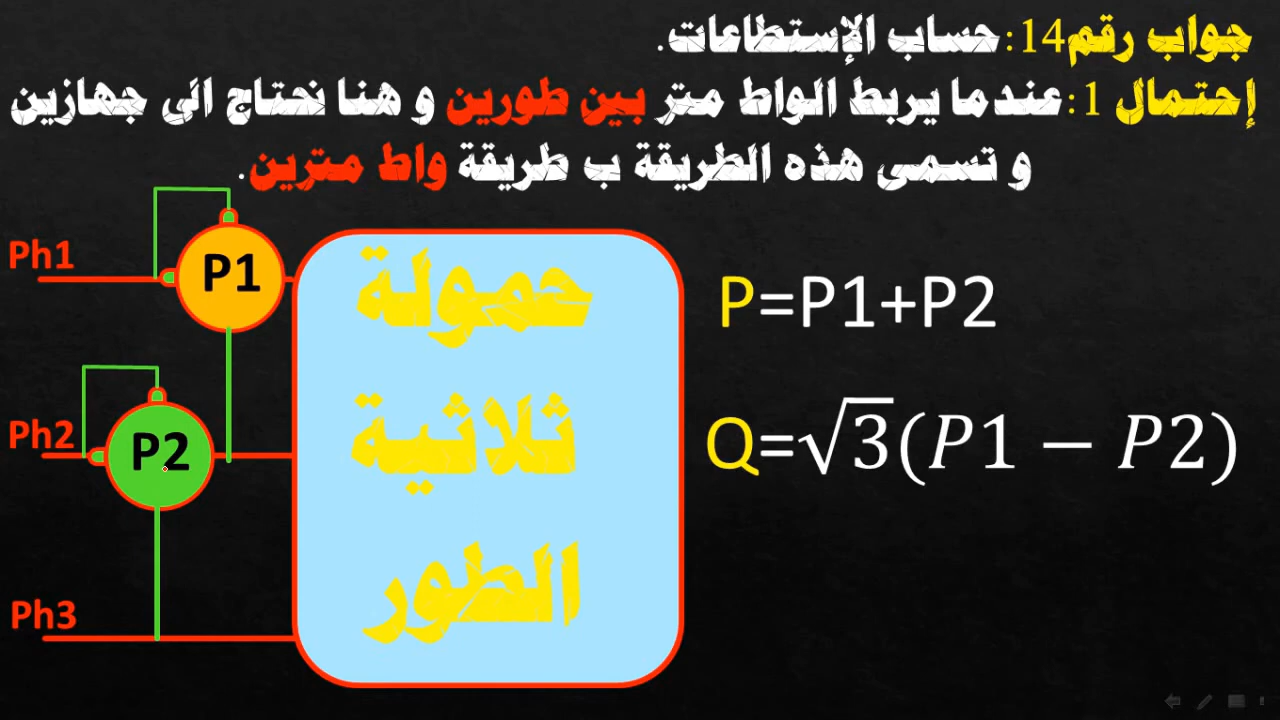 جواب رقم14:حساب الإستطاعات.
إحتمال 1:عندما يربط الواط متر بين طورين و هنا نحتاج الى جهازين
و تسمى هذه الطريقة ب طريقة واط مترين.
Ph1
P1
Ph2
P2
Ph3
حمولة
ثلاثية
الطور
P=P1+P2
Q=√3(P1 − P2)